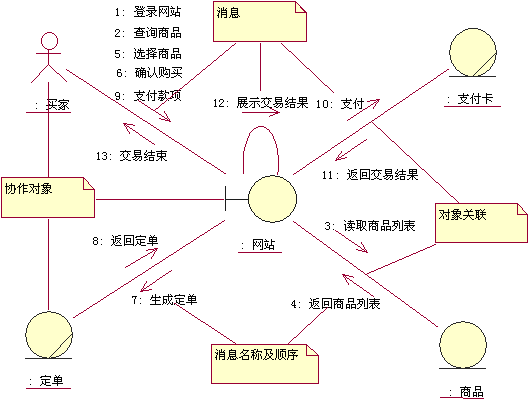 1: 登录网站
消息
2: 查询商品
5: 选择商品
6: 确认购买
9: 支付款项
12: 展示交易结果
10: 支付
: 买家
: 支付卡
13: 交易结束
11: 返回交易结果
协作对象
对象关联
3: 读取商品列表
8: 返回定单
: 网站
7: 生成定单
4: 返回商品列表
消息名称及顺序
: 定单
: 商品